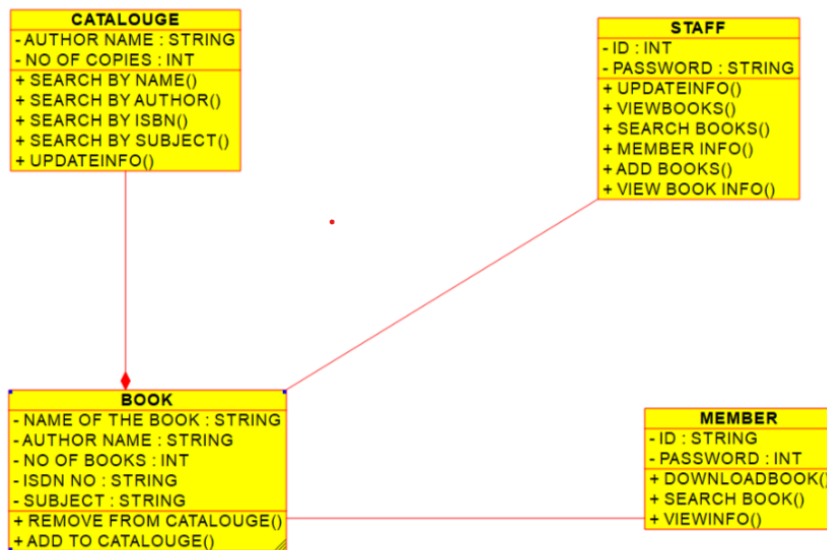 CATALOUGE
- AUTHOR NAME : STRING
- NO OF COPIES : INT
+ SEARCH BY NAME()
+ SEARCH BY AUTHOR()
+ SEARCH BY ISBN()
+ SEARCH BY SUBJECT()
+ UPDATEINFO()
STAFF
- ID : INT
- PASSWORD : STRING
+ UPDATEINFO()
+ VIEWBOOKS()
+ SEARCH BOOKS()
+ MEMBER INFO()
+ ADD BOOKS()
+ VIEW BOOK INFO()
BOOK
- NAME OF THE BOOK : STRING
- AUTHOR NAME : STRING
- NO OF BOOKS : INT
- ISDN NO : STRING
- SUBJECT : STRING
+ REMOVE FROM CATALOUGE()
+ ADD TO CATALOUGE()
MEMBER
- ID : STRING
- PASSWORD : INT
+ DOWNLOADBOOK()
+ SEARCH BOOK()
+ VIEWINFO()